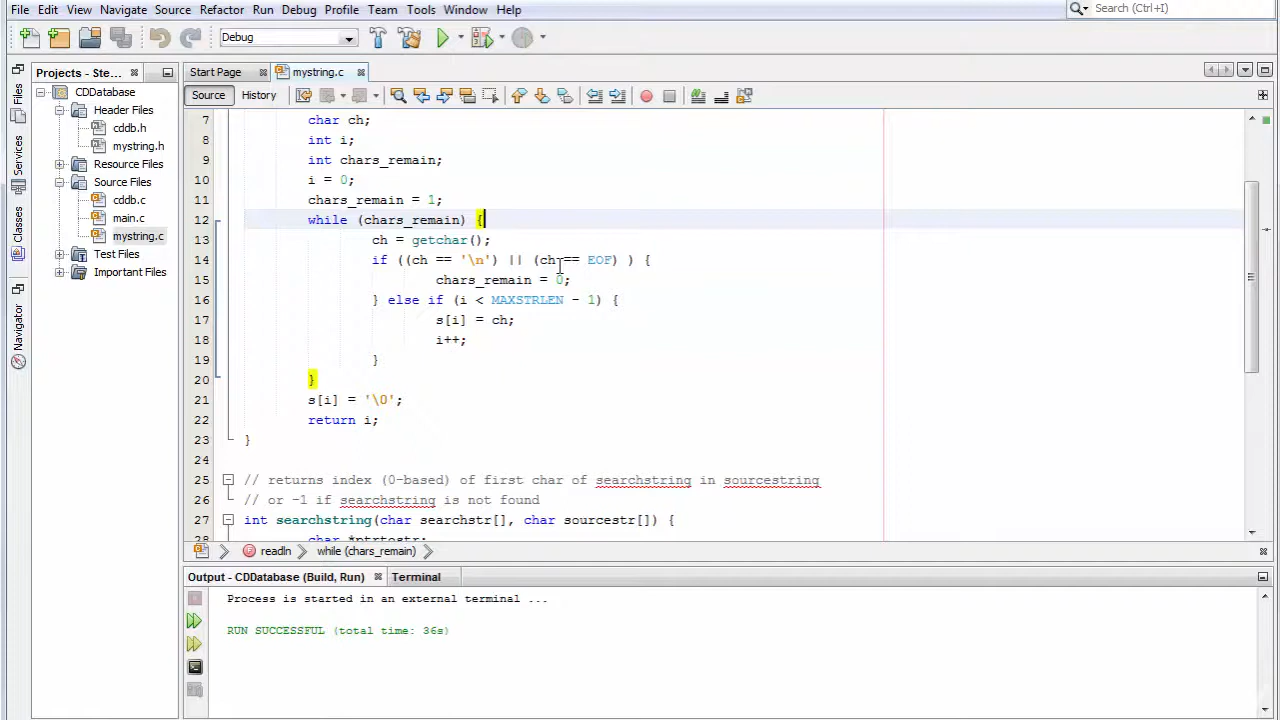 File Edit View Navigate Source Refactor Run Debug Profile Team Tools Window Help
Search (Ctrl+I)
Debug
Projects - Ste...
Start Page
mystring.c
Source History
Files
Services
Classes
Navigator
CDDatabase
Header Files
cddb.h
mystring.h
Resource Files
Source Files
cddb.c
main.c
mystring.c
Test Files
Important Files
7 char ch;
8 int i;
9 int chars_remain;
10 i = 0;
11 chars_remain = 1;
12 while (chars_remain) {
13 ch = getchar();
14 if ((ch == '\n') || (ch == EOF) ) {
15 chars_remain = 0;
16 } else if (i < MAXSTRLEN - 1) {
17 s[i] = ch;
18 i++;
19 }
20 }
21 s[i] = '\0';
22 return i;
23 }
24
25 // returns index (0-based) of first char of searchstring in sourcestring
26 // or -1 if searchstring is not found
27 int searchstring(char searchstr[], char sourcestr[]) {
28 char *ptrtostr;
readln while (chars_remain)
Output - CDDatabase (Build, Run) Terminal
Process is started in an external terminal ...
RUN SUCCESSFUL (total time: 36s)